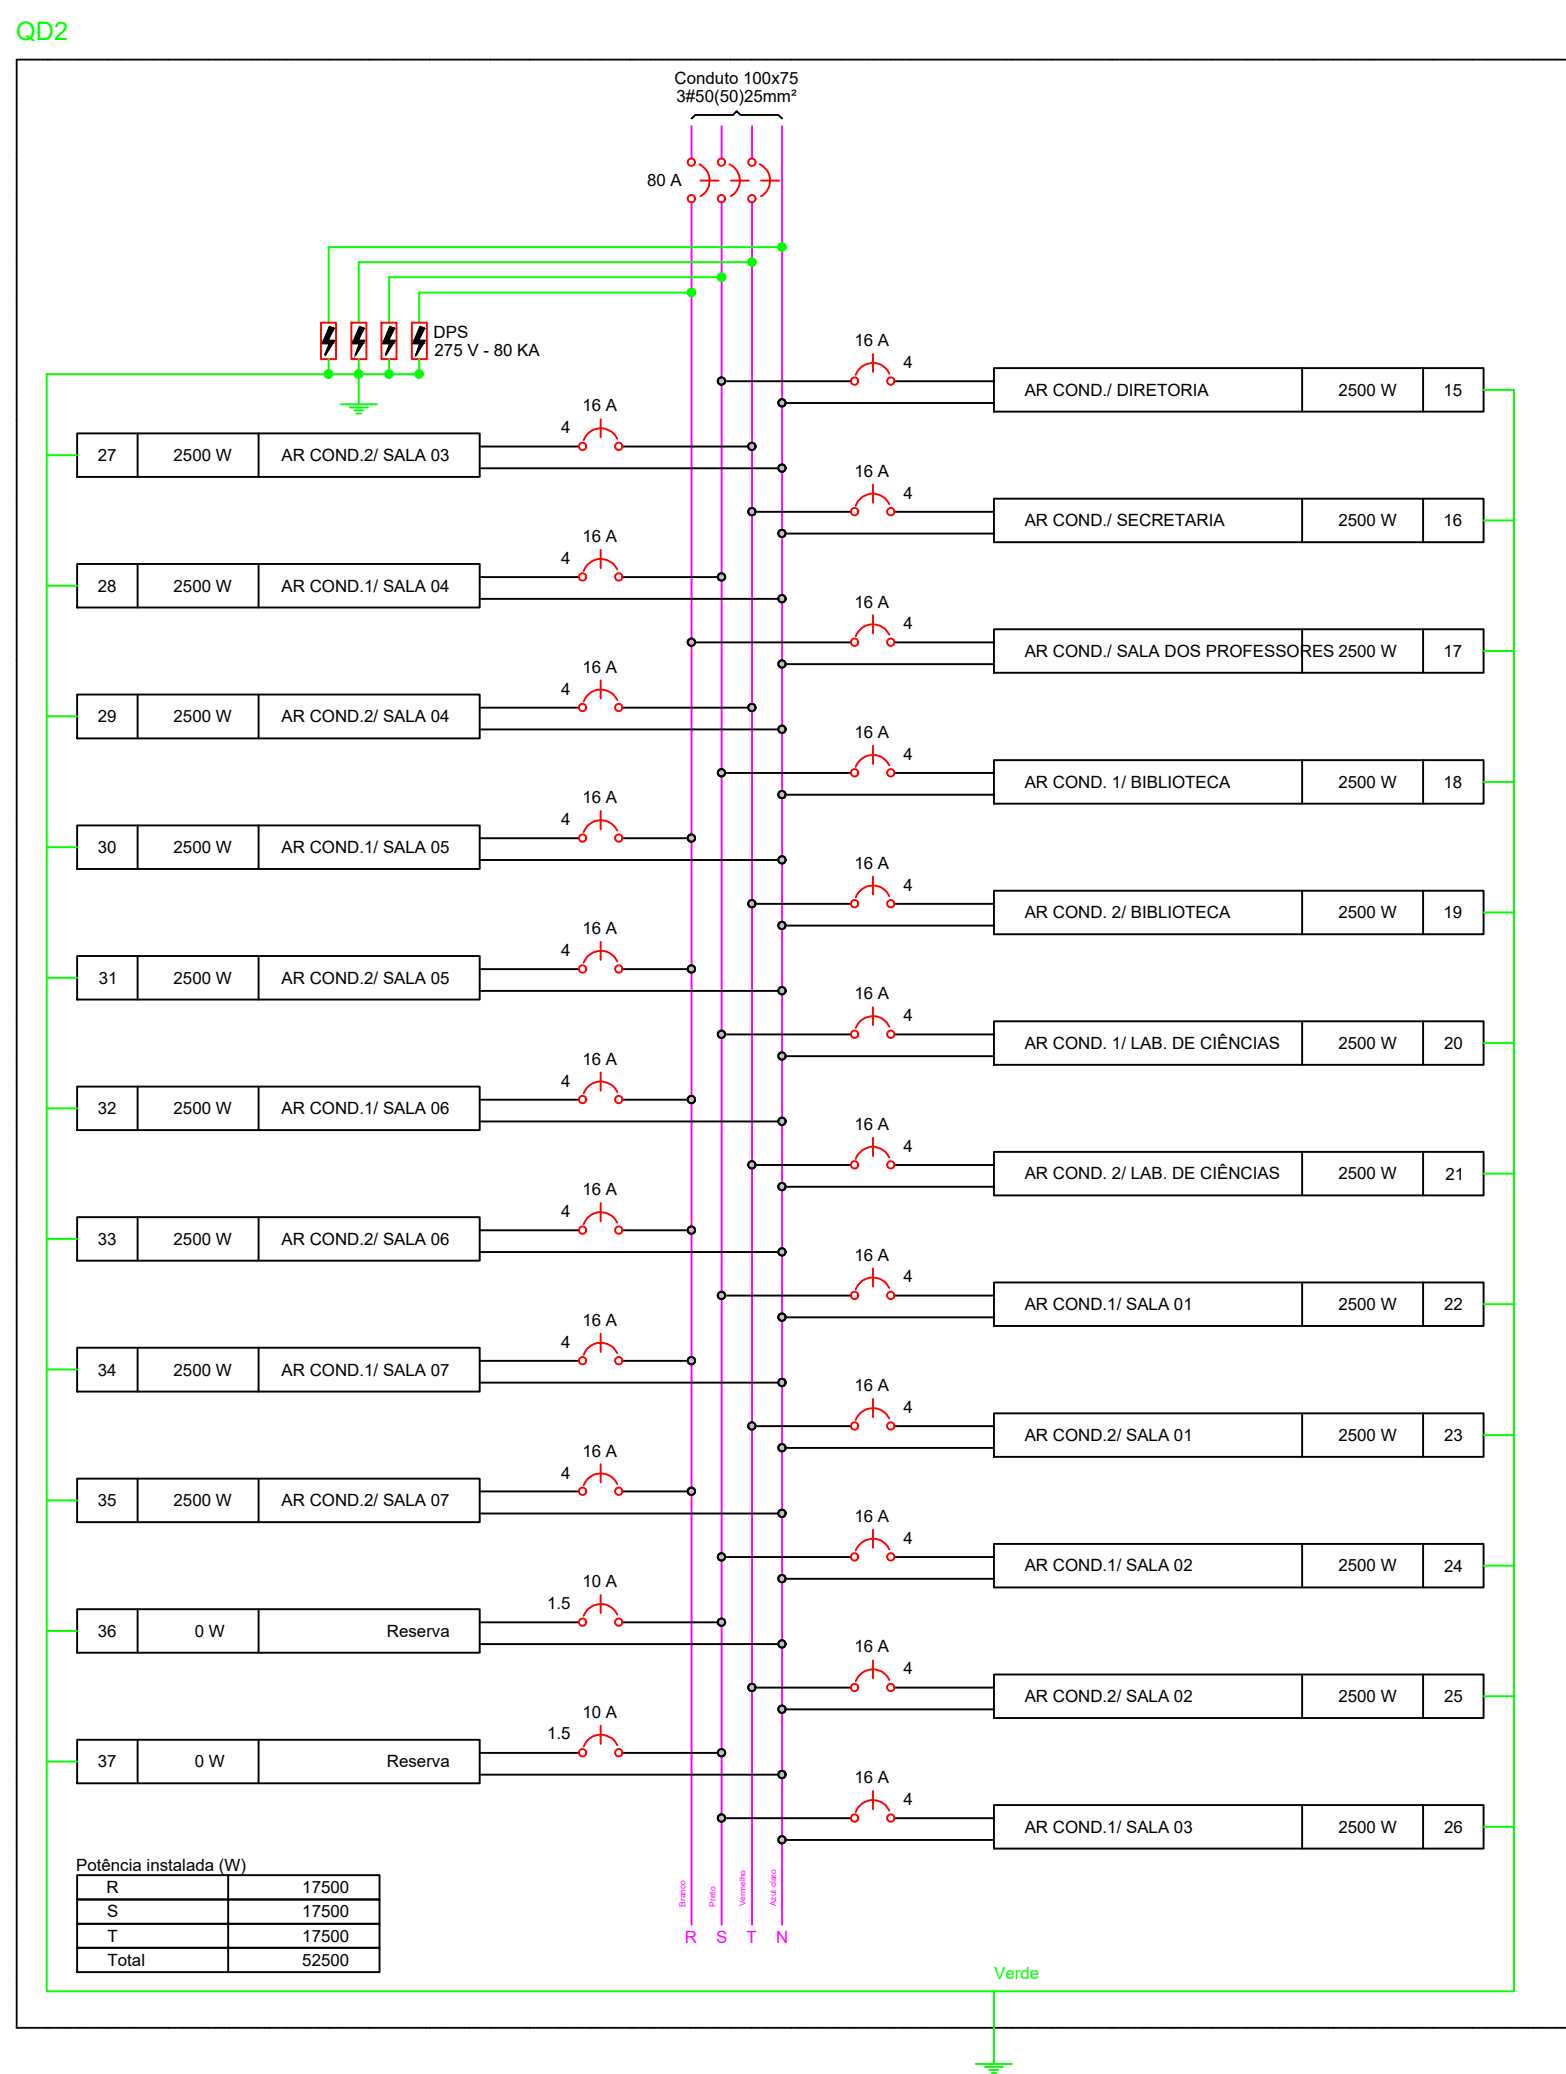 QD2
Conduto 100x75
3#50(50)25mm²
80 A
DPS
275 V - 80 KA
16 A
4
AR COND./ DIRETORIA 2500 W 15
16 A
4
27 2500 W AR COND.2/ SALA 03
16 A
4
AR COND./ SECRETARIA 2500 W 16
16 A
4
28 2500 W AR COND.1/ SALA 04
16 A
4
AR COND./ SALA DOS PROFESSORES 2500 W 17
16 A
4
29 2500 W AR COND.2/ SALA 04
16 A
4
AR COND. 1/ BIBLIOTECA 2500 W 18
16 A
4
30 2500 W AR COND.1/ SALA 05
16 A
4
AR COND. 2/ BIBLIOTECA 2500 W 19
16 A
4
31 2500 W AR COND.2/ SALA 05
16 A
4
AR COND. 1/ LAB. DE CIÊNCIAS 2500 W 20
16 A
4
32 2500 W AR COND.1/ SALA 06
16 A
4
AR COND. 2/ LAB. DE CIÊNCIAS 2500 W 21
16 A
4
33 2500 W AR COND.2/ SALA 06
16 A
4
AR COND.1/ SALA 01 2500 W 22
16 A
4
34 2500 W AR COND.1/ SALA 07
16 A
4
AR COND.2/ SALA 01 2500 W 23
16 A
4
35 2500 W AR COND.2/ SALA 07
16 A
4
AR COND.1/ SALA 02 2500 W 24
10 A
1.5
36 0 W Reserva
16 A
4
AR COND.2/ SALA 02 2500 W 25
10 A
1.5
37 0 W Reserva
16 A
4
AR COND.1/ SALA 03 2500 W 26
Potência instalada (W)
R 17500
S 17500
T 17500
Total 52500
Branco
Preto
Vermelho
Azul claro
R S T N
Verde